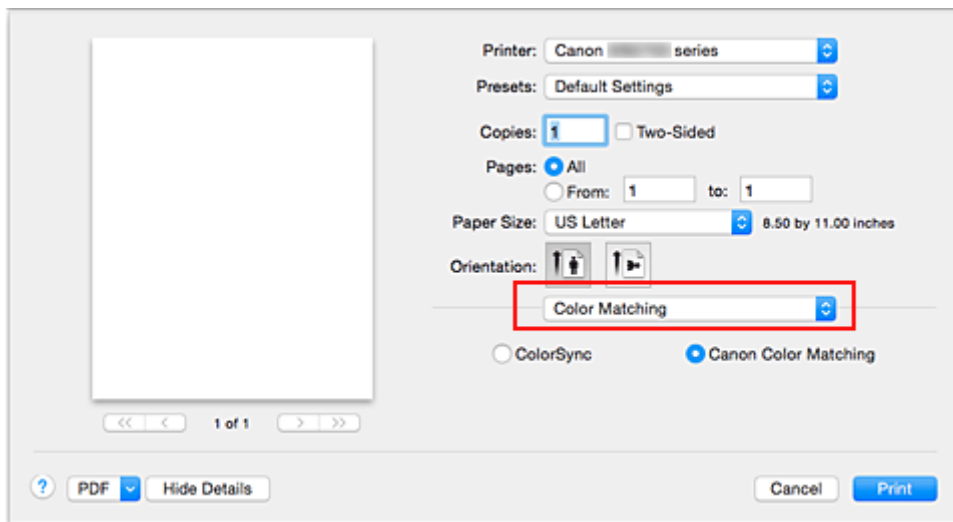 Printer: Canon series
Presets: Default Settings
Copies: 1 Two-Sided
Pages: All
From: 1 to: 1
Paper Size: US Letter 8.50 by 11.00 inches
Orientation:
Color Matching
ColorSync Canon Color Matching
<< < 1 of 1 > >>
? PDF Hide Details Cancel Print